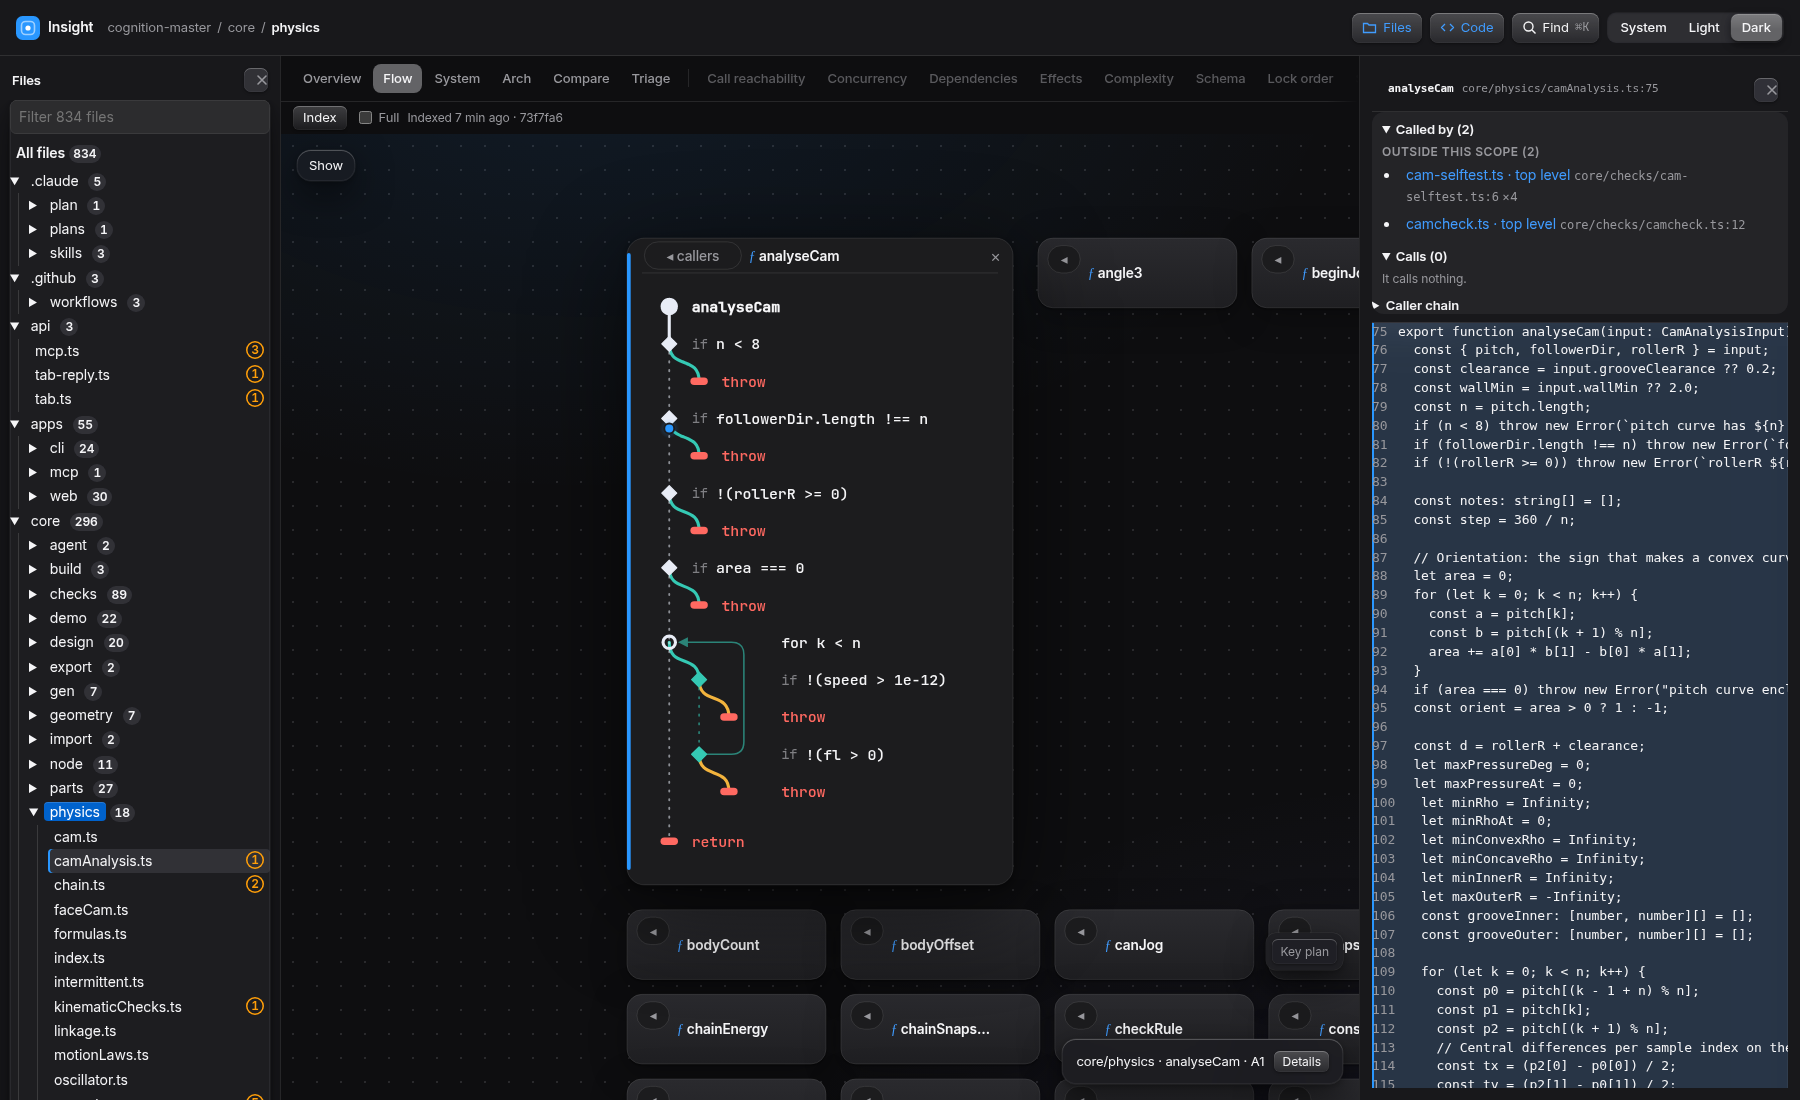 Insight cognition-master / core / physics
Files Code Find ⌘K System Light Dark
Files
Filter 834 files
All files 834
.claude 5
plan 1
plans 1
skills 3
.github 3
workflows 3
api 3
mcp.ts 3
tab-reply.ts 1
tab.ts 1
apps 55
cli 24
mcp 1
web 30
core 296
agent 2
build 3
checks 89
demo 22
design 20
export 2
gen 7
geometry 7
import 2
node 11
parts 27
physics 18
cam.ts
camAnalysis.ts 1
chain.ts 2
faceCam.ts
formulas.ts
index.ts
intermittent.ts
kinematicChecks.ts 1
linkage.ts
motionLaws.ts
oscillator.ts
Overview Flow System Arch Compare Triage Call reachability Concurrency Dependencies Effects Complexity Schema Lock order
Index Full Indexed 7 min ago · 73f7fa6
Show
callers ƒ analyseCam ×
analyseCam
if n < 8
throw
if followerDir.length !== n
throw
if !(rollerR >= 0)
throw
if area === 0
throw
for k < n
if !(speed > 1e-12)
throw
if !(fl > 0)
throw
return
ƒ angle3
ƒ beginJo
ƒ bodyCount
ƒ bodyOffset
ƒ canJog
ps
Key plan
ƒ chainEnergy
ƒ chainSnaps...
ƒ checkRule
ƒ cons
core/physics · analyseCam · A1 Details
analyseCam core/physics/camAnalysis.ts:75
Called by (2)
OUTSIDE THIS SCOPE (2)
• cam-selftest.ts · top level core/checks/cam-
selftest.ts:6 ×4
• camcheck.ts · top level core/checks/camcheck.ts:12
Calls (0)
It calls nothing.
Caller chain
75 export function analyseCam(input: CamAnalysisInput)
76 const { pitch, followerDir, rollerR } = input;
77 const clearance = input.grooveClearance ?? 0.2;
78 const wallMin = input.wallMin ?? 2.0;
79 const n = pitch.length;
80 if (n < 8) throw new Error(`pitch curve has ${n}
81 if (followerDir.length !== n) throw new Error(`fo
82 if (!(rollerR >= 0)) throw new Error(`rollerR ${r
83
84 const notes: string[] = [];
85 const step = 360 / n;
86
87 // Orientation: the sign that makes a convex curv
88 let area = 0;
89 for (let k = 0; k < n; k++) {
90 const a = pitch[k];
91 const b = pitch[(k + 1) % n];
92 area += a[0] * b[1] - b[0] * a[1];
93 }
94 if (area === 0) throw new Error("pitch curve encl
95 const orient = area > 0 ? 1 : -1;
96
97 const d = rollerR + clearance;
98 let maxPressureDeg = 0;
99 let maxPressureAt = 0;
100 let minRho = Infinity;
101 let minRhoAt = 0;
102 let minConvexRho = Infinity;
103 let minConcaveRho = Infinity;
104 let minInnerR = Infinity;
105 let maxOuterR = -Infinity;
106 const grooveInner: [number, number][] = [];
107 const grooveOuter: [number, number][] = [];
108
109 for (let k = 0; k < n; k++) {
110 const p0 = pitch[(k - 1 + n) % n];
111 const p1 = pitch[k];
112 const p2 = pitch[(k + 1) % n];
113 // Central differences per sample index on the
114 const tx = (p2[0] - p0[0]) / 2;
115 const ty = (p2[1] - p0[1]) / 2;